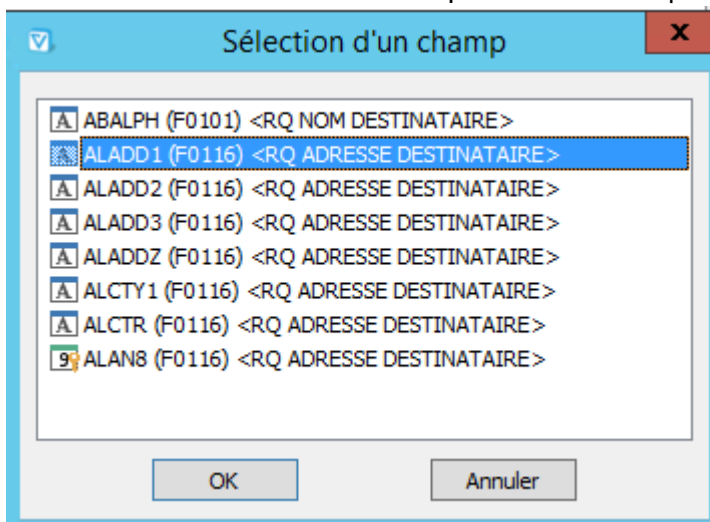 Sélection d'un champ
x
A ABALPH (F0101) <RQ NOM DESTINATAIRE>
A ALADD1 (F0116) <RQ ADRESSE DESTINATAIRE>
A ALADD2 (F0116) <RQ ADRESSE DESTINATAIRE>
A ALADD3 (F0116) <RQ ADRESSE DESTINATAIRE>
A ALADDZ (F0116) <RQ ADRESSE DESTINATAIRE>
A ALCTY1 (F0116) <RQ ADRESSE DESTINATAIRE>
A ALCTR (F0116) <RQ ADRESSE DESTINATAIRE>
9 ALAN8 (F0116) <RQ ADRESSE DESTINATAIRE>
OK Annuler